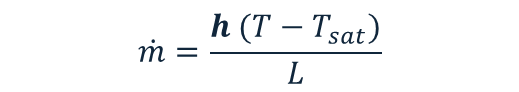 ṁ = h (T − T_sat) / L